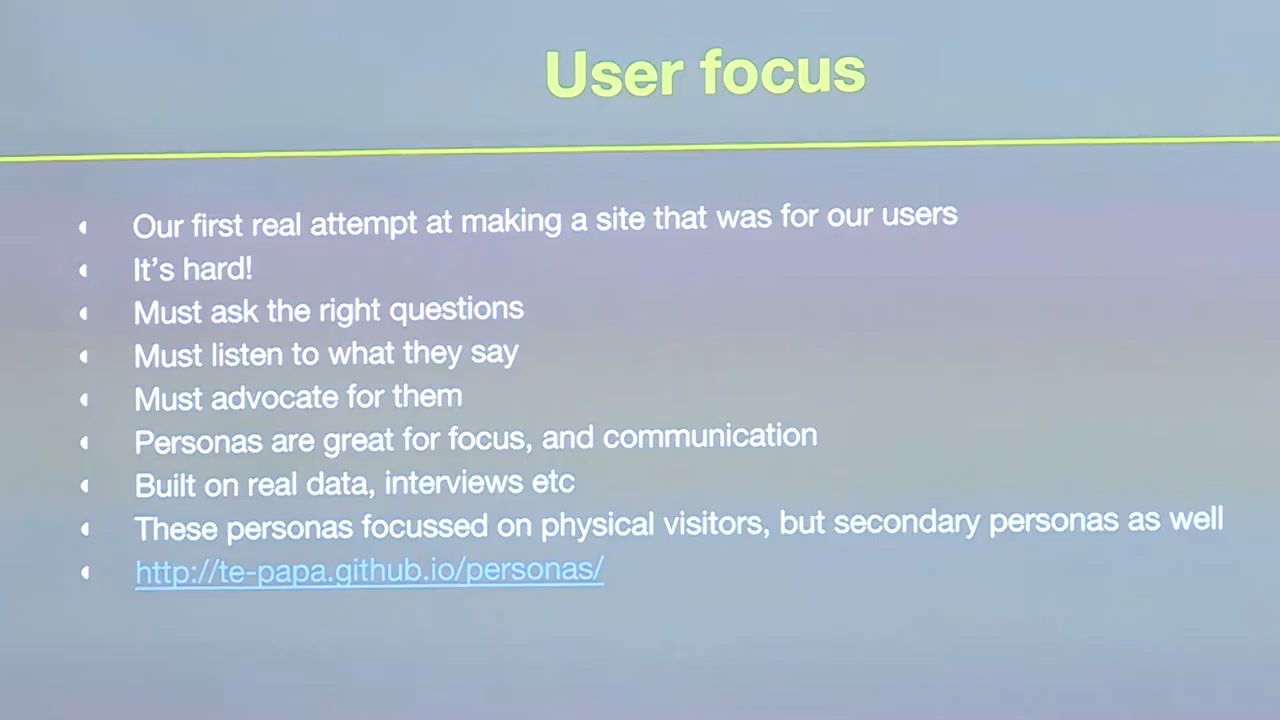 User focus
Our first real attempt at making a site that was for our users
It's hard!
Must ask the right questions
Must listen to what they say
Must advocate for them
Personas are great for focus, and communication
Built on real data, interviews etc
These personas focussed on physical visitors, but secondary personas as well
http://te-papa.github.io/personas/